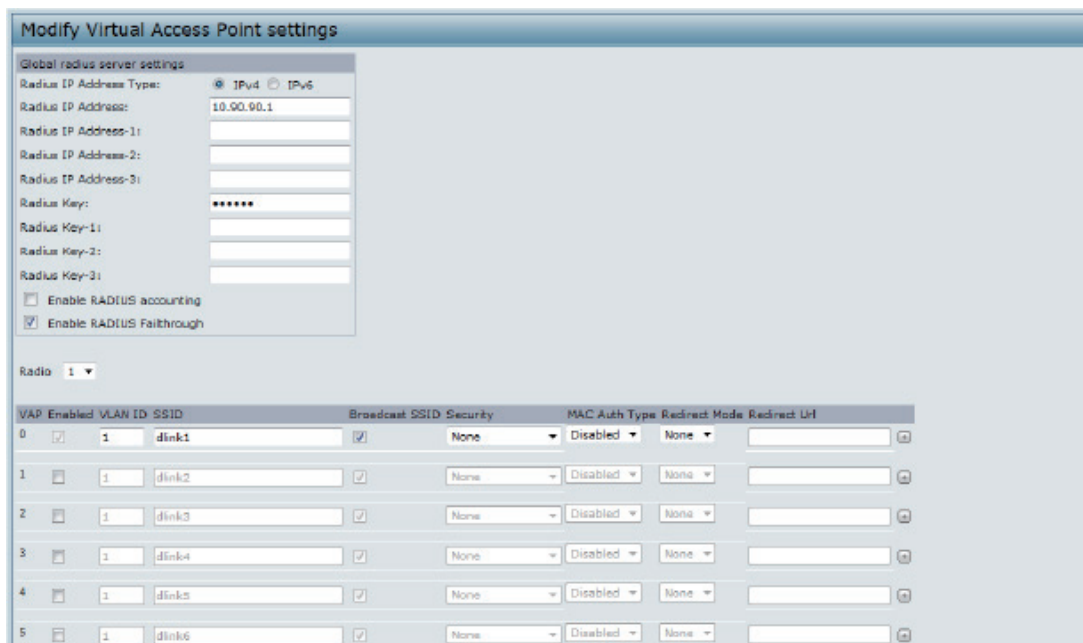 Modify Virtual Access Point settings
Global radius server settings
Radius IP Address Type: IPv4 IPv6
Radius IP Address: 10.90.90.1
Radius IP Address-1:
Radius IP Address-2:
Radius IP Address-3:
Radius Key: ••••••
Radius Key-1:
Radius Key-2:
Radius Key-3:
Enable RADIUS accounting
Enable RADIUS Failthrough
Radio 1
VAP Enabled VLAN ID SSID Broadcast SSID Security MAC Auth Type Redirect Mode Redirect Url
0 1 dlink1 None Disabled None
1 1 dlink2 None Disabled None
2 1 dlink3 None Disabled None
3 1 dlink4 None Disabled None
4 1 dlink5 None Disabled None
5 1 dlink6 None Disabled None